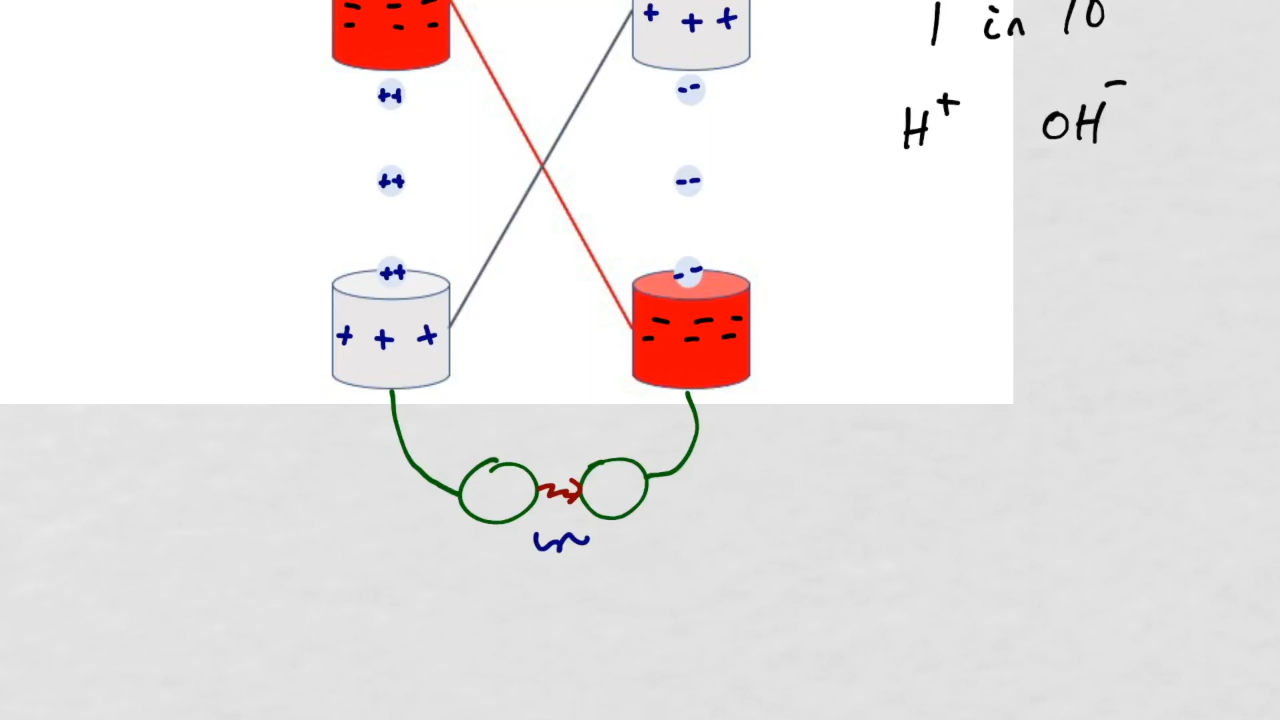 1 in 10
H⁺ OH⁻
- - -
- - -
+ + +
++
--
++
--
++
--
+ + +
- - -
- - -